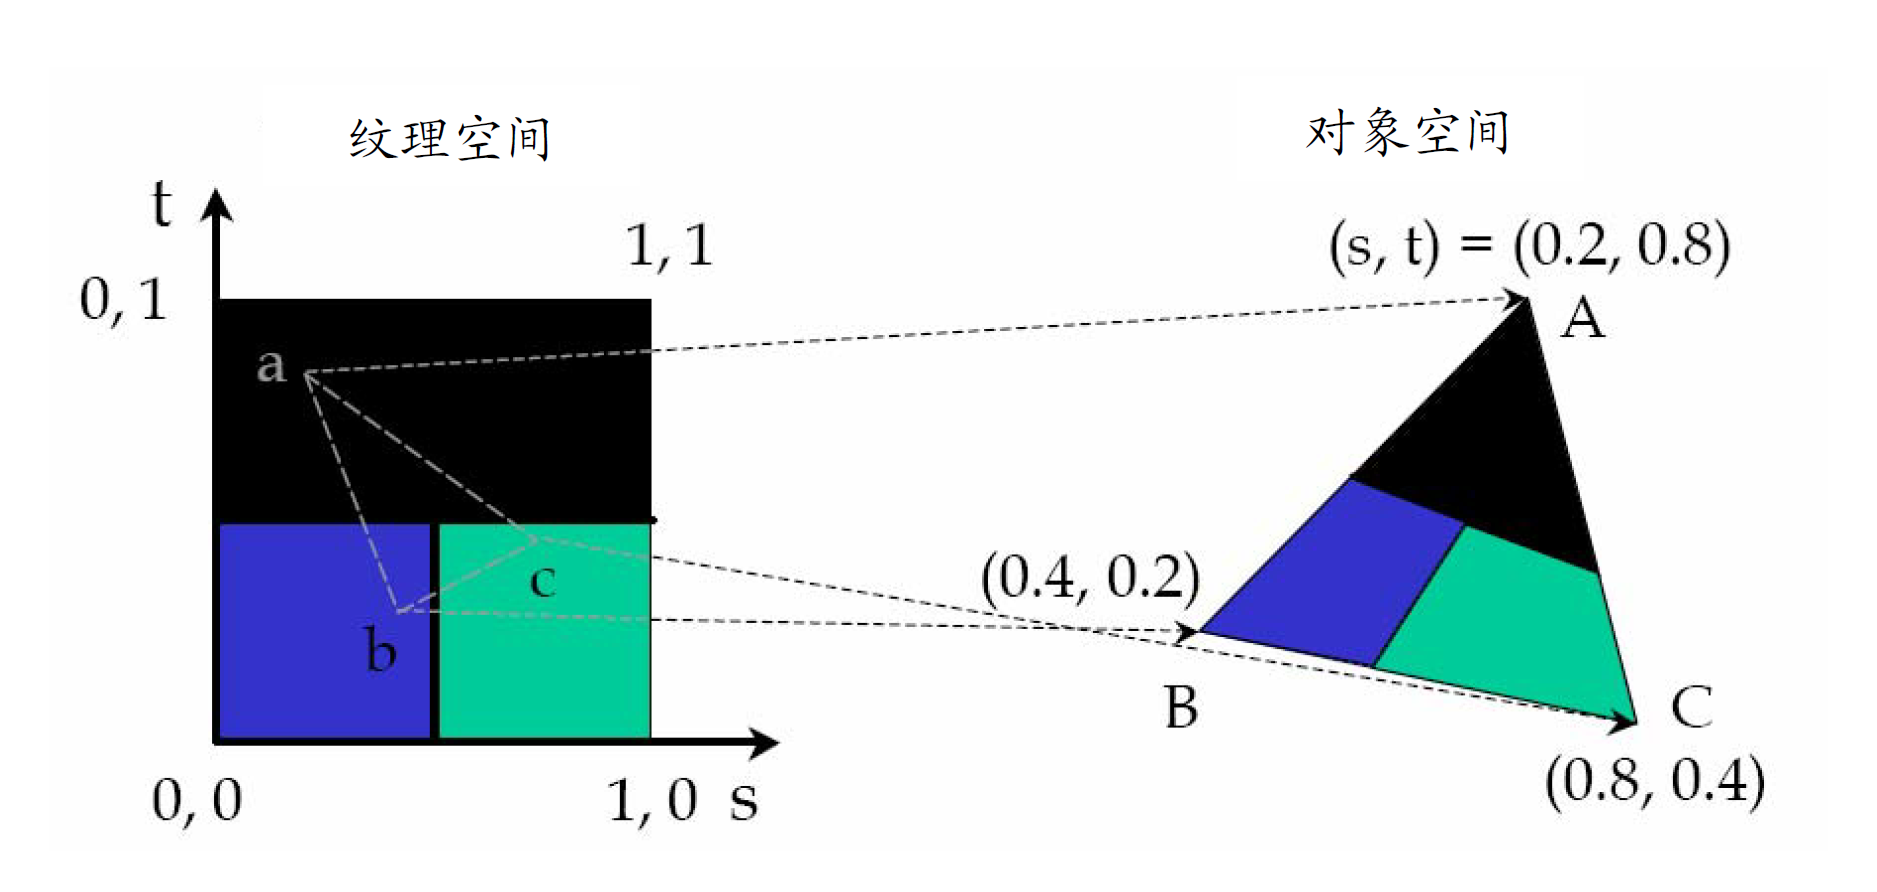 纹理空间
对象空间
t
1, 1
(s, t) = (0.2, 0.8)
0, 1
A
a
(0.4, 0.2)
c
b
B
C
(0.8, 0.4)
0, 0
1, 0 s